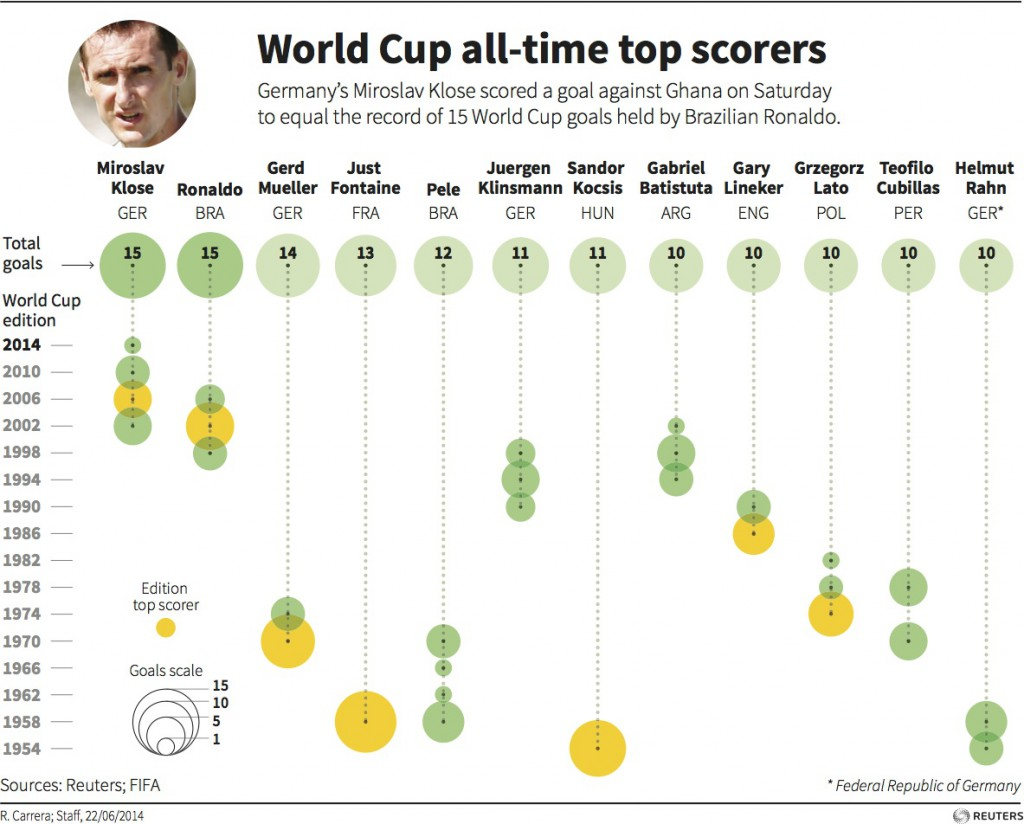 World Cup all-time top scorers
Germany's Miroslav Klose scored a goal against Ghana on Saturday
to equal the record of 15 World Cup goals held by Brazilian Ronaldo.
Miroslav
Klose
GER
Ronaldo
BRA
Gerd
Mueller
GER
Just
Fontaine
FRA
Pele
BRA
Juergen
Klinsmann
GER
Sandor
Kocsis
HUN
Gabriel
Batistuta
ARG
Gary
Lineker
ENG
Grzegorz
Lato
POL
Teofilo
Cubillas
PER
Helmut
Rahn
GER*
Total
goals
15 15 14 13 12 11 11 10 10 10 10 10
World Cup
edition
2014
2010
2006
2002
1998
1994
1990
1986
1982
1978
1974
1970
1966
1962
1958
1954
Edition
top scorer
Goals scale
15
10
5
1
Sources: Reuters; FIFA
* Federal Republic of Germany
R. Carrera; Staff, 22/06/2014
REUTERS